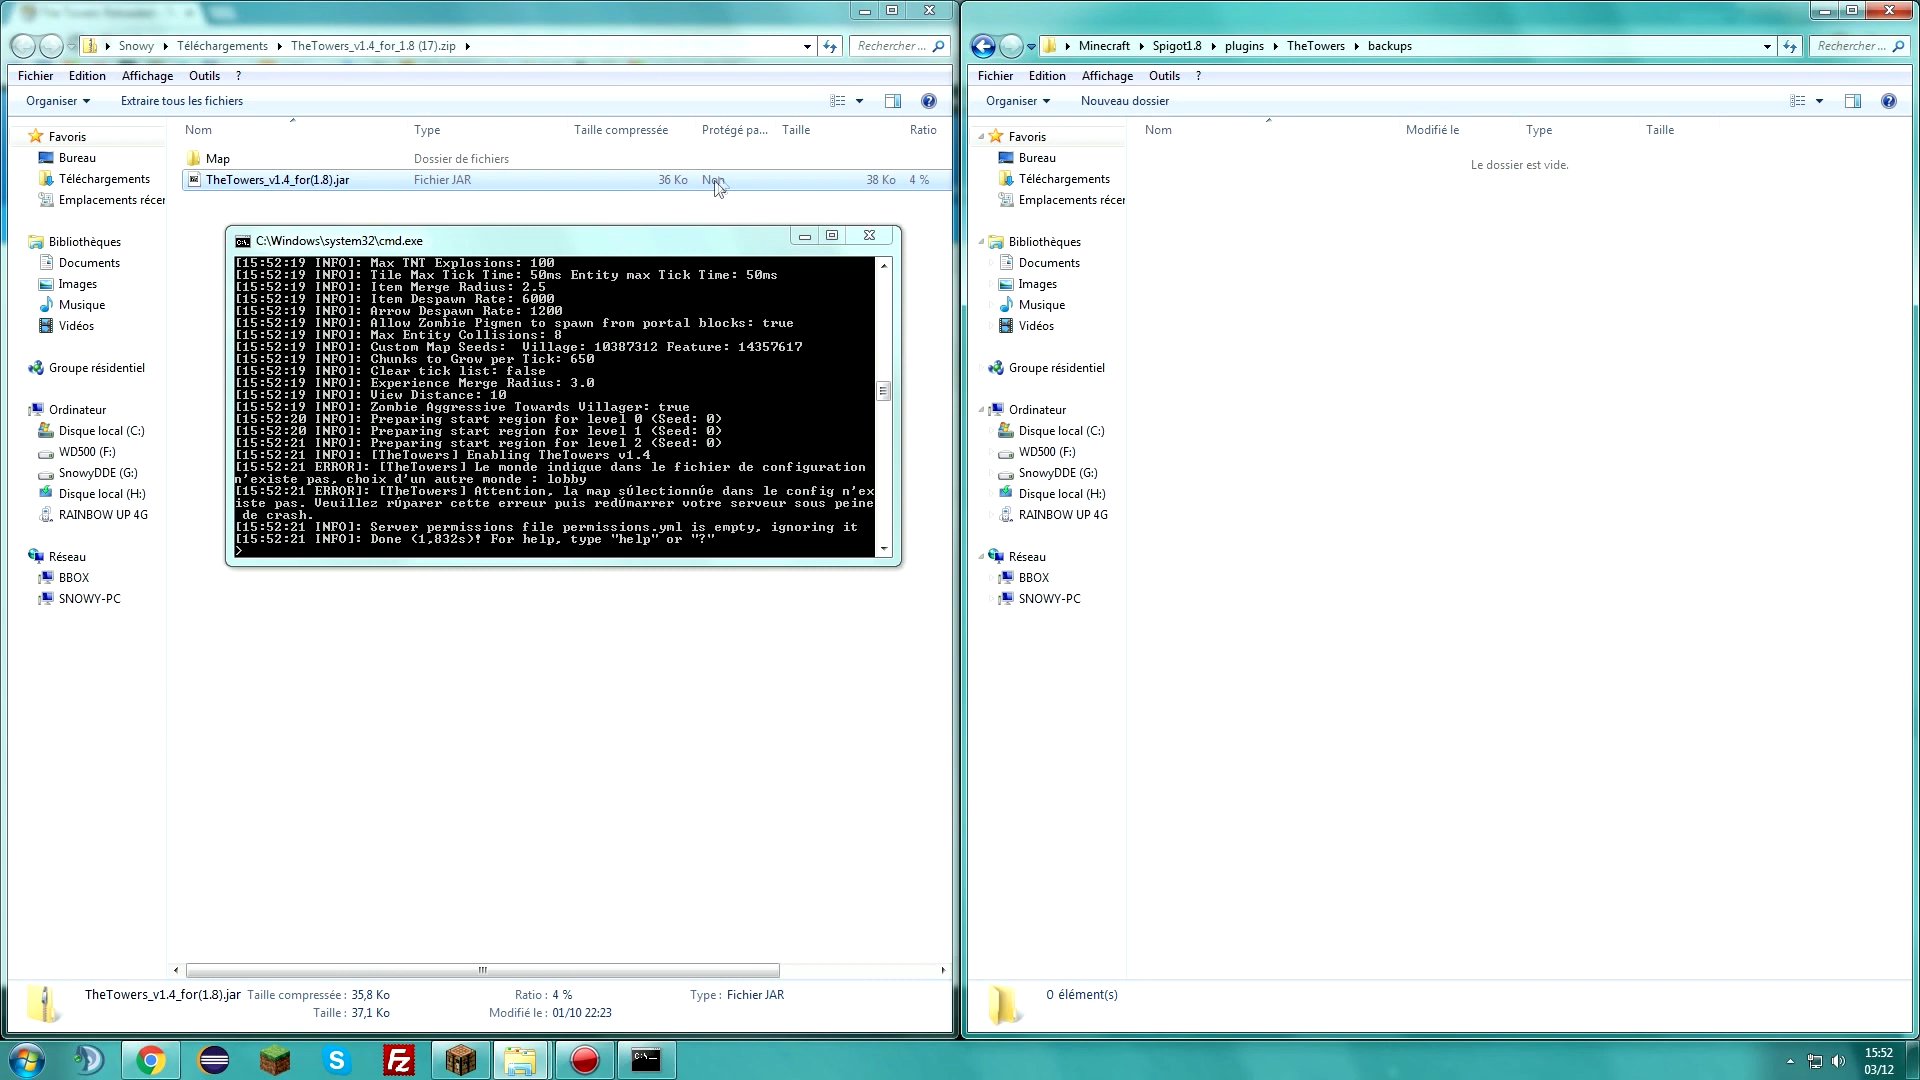 Snowy Téléchargements TheTowers_v1.4_for_1.8 (17).zip
Rechercher ...
Fichier Edition Affichage Outils ?
Organiser Extraire tous les fichiers
Nom Type Taille compressée Protégé pa... Taille Ratio
Map Dossier de fichiers
TheTowers_v1.4_for(1.8).jar Fichier JAR 36 Ko Non 38 Ko 4 %
Favoris
Bureau
Téléchargements
Emplacements récer
Bibliothèques
Documents
Images
Musique
Vidéos
Groupe résidentiel
Ordinateur
Disque local (C:)
WD500 (F:)
SnowyDDE (G:)
Disque local (H:)
RAINBOW UP 4G
Réseau
BBOX
SNOWY-PC
C:\Windows\system32\cmd.exe
[15:52:19 INFO]: Max TNT Explosions: 100
[15:52:19 INFO]: Tile Max Tick Time: 50ms Entity max Tick Time: 50ms
[15:52:19 INFO]: Item Merge Radius: 2.5
[15:52:19 INFO]: Item Despawn Rate: 6000
[15:52:19 INFO]: Arrow Despawn Rate: 1200
[15:52:19 INFO]: Allow Zombie Pigmen to spawn from portal blocks: true
[15:52:19 INFO]: Max Entity Collisions: 8
[15:52:19 INFO]: Custom Map Seeds:  Village: 10387312 Feature: 14357617
[15:52:19 INFO]: Chunks to Grow per Tick: 650
[15:52:19 INFO]: Clear tick list: false
[15:52:19 INFO]: Experience Merge Radius: 3.0
[15:52:19 INFO]: View Distance: 10
[15:52:19 INFO]: Zombie Aggressive Towards Villager: true
[15:52:20 INFO]: Preparing start region for level 0 (Seed: 0)
[15:52:20 INFO]: Preparing start region for level 1 (Seed: 0)
[15:52:21 INFO]: Preparing start region for level 2 (Seed: 0)
[15:52:21 INFO]: [TheTowers] Enabling TheTowers v1.4
[15:52:21 ERROR]: [TheTowers] Le monde indique dans le fichier de configuration
n'existe pas, choix d'un autre monde : lobby
[15:52:21 ERROR]: [TheTowers] Attention, la map sÚlectionnÚe dans le config n'ex
iste pas. Veuillez rÚparer cette erreur puis redÚmarrer votre serveur sous peine
de crash.
[15:52:21 INFO]: Server permissions file permissions.yml is empty, ignoring it
[15:52:21 INFO]: Done (1,832s)! For help, type "help" or "?"
>
TheTowers_v1.4_for(1.8).jar Taille compressée : 35,8 Ko Ratio : 4 % Type : Fichier JAR
Taille : 37,1 Ko Modifié le : 01/10 22:23
Minecraft Spigot1.8 plugins TheTowers backups
Rechercher ...
Fichier Edition Affichage Outils ?
Organiser Nouveau dossier
Nom Modifié le Type Taille
Le dossier est vide.
Favoris
Bureau
Téléchargements
Emplacements récer
Bibliothèques
Documents
Images
Musique
Vidéos
Groupe résidentiel
Ordinateur
Disque local (C:)
WD500 (F:)
SnowyDDE (G:)
Disque local (H:)
RAINBOW UP 4G
Réseau
BBOX
SNOWY-PC
0 élément(s)
15:52
03/12